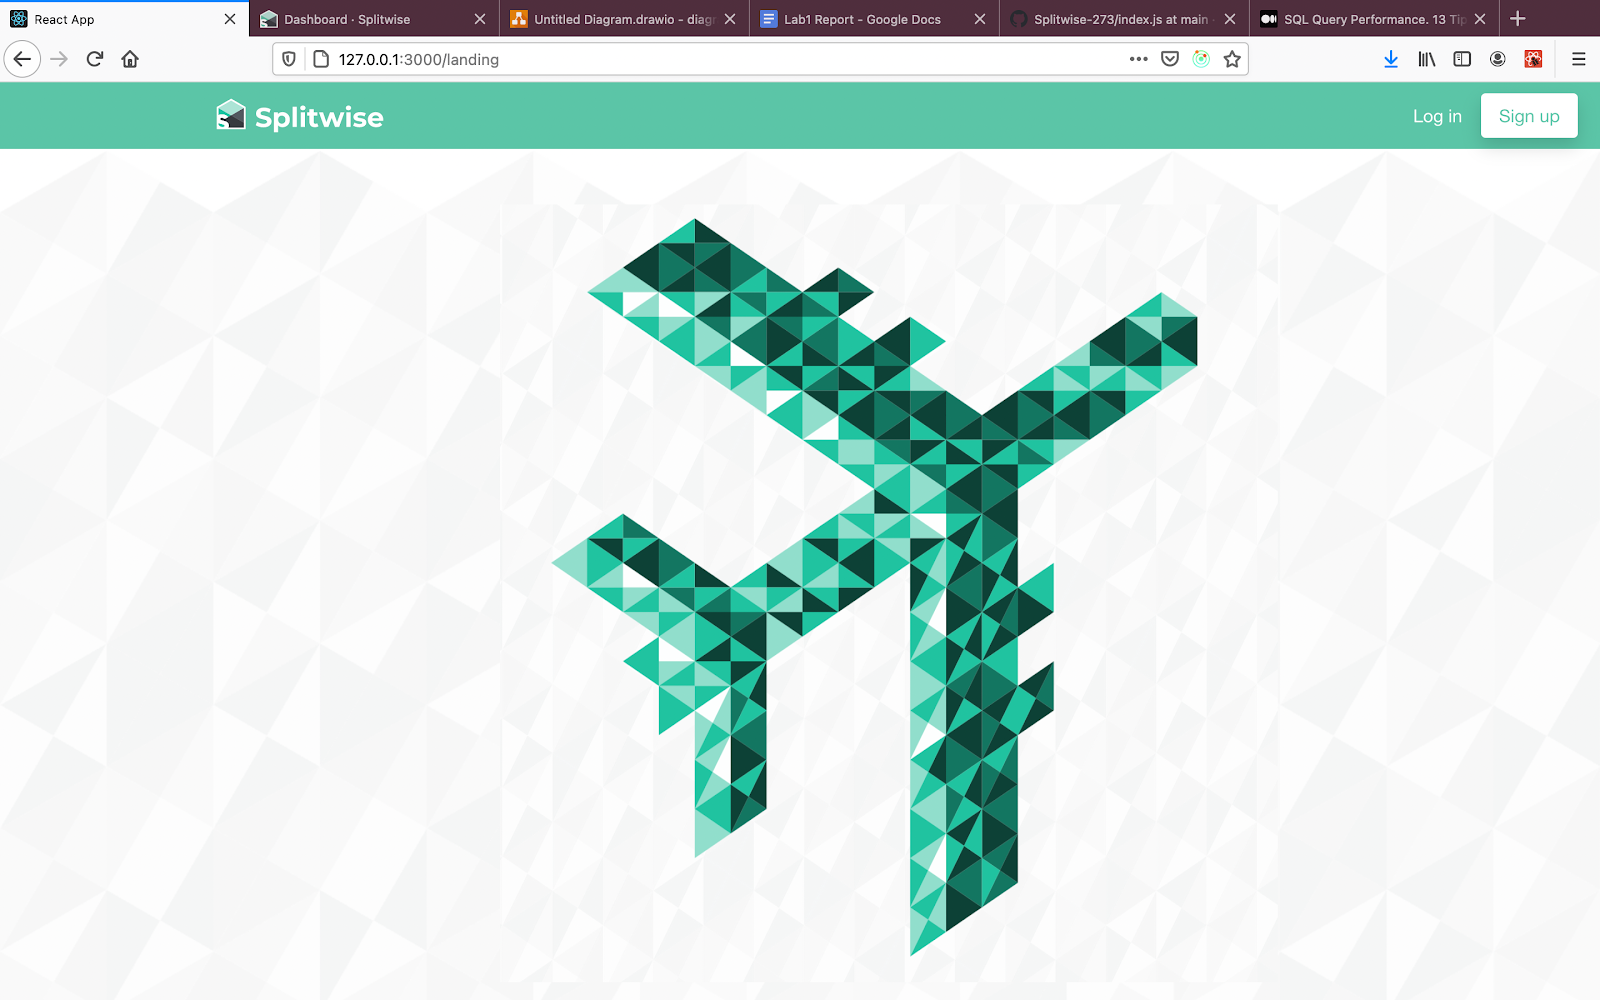 React App
Dashboard · Splitwise
Untitled Diagram.drawio - diag
Lab1 Report - Google Docs
Splitwise-273/index.js at main
SQL Query Performance. 13 Tip
127.0.0.1:3000/landing
Splitwise
Log in
Sign up